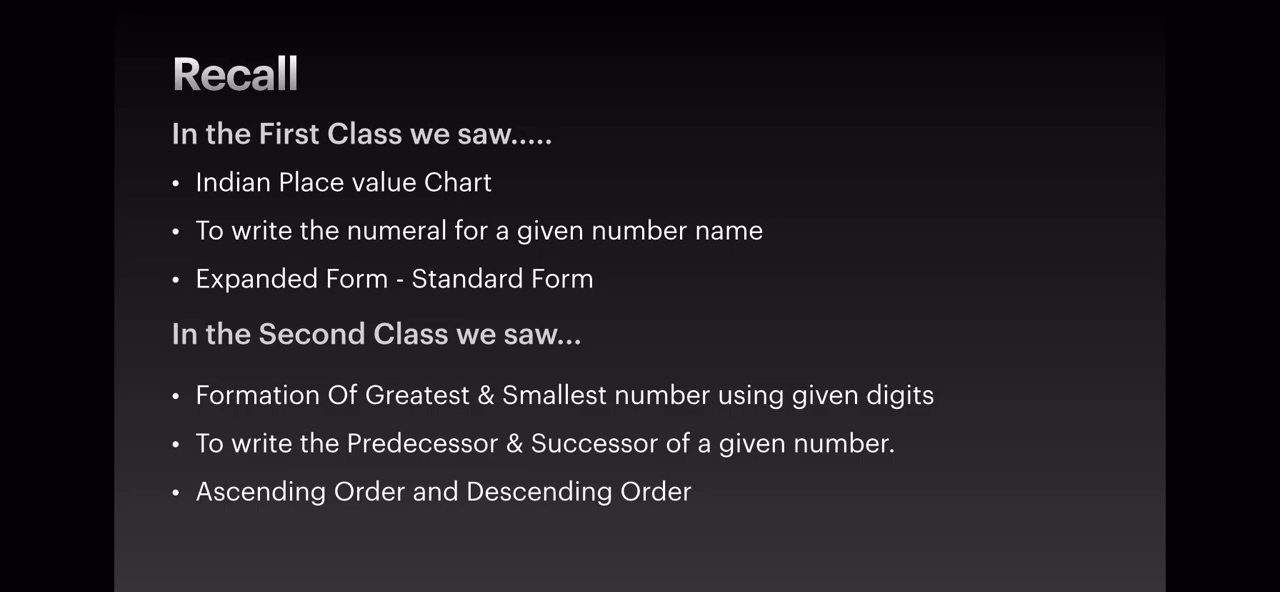 Recall
In the First Class we saw.....
• Indian Place value Chart
• To write the numeral for a given number name
• Expanded Form - Standard Form
In the Second Class we saw...
• Formation Of Greatest & Smallest number using given digits
• To write the Predecessor & Successor of a given number.
• Ascending Order and Descending Order